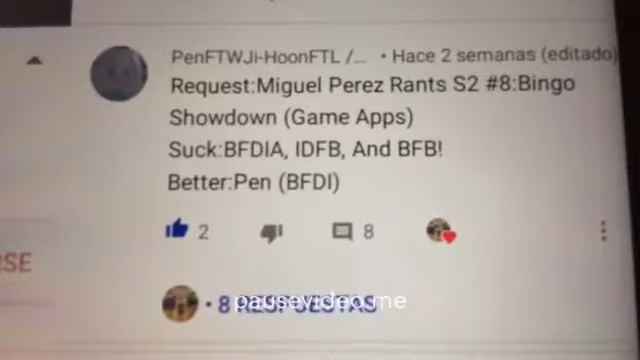 PenFTWJi-HoonFTL /... • Hace 2 semanas (editado)
Request:Miguel Perez Rants S2 #8:Bingo
Showdown (Game Apps)
Suck:BFDIA, IDFB, And BFB!
Better:Pen (BFDI)
2 8
RSE
• 8 RESPUESTAS
pausevideo.me